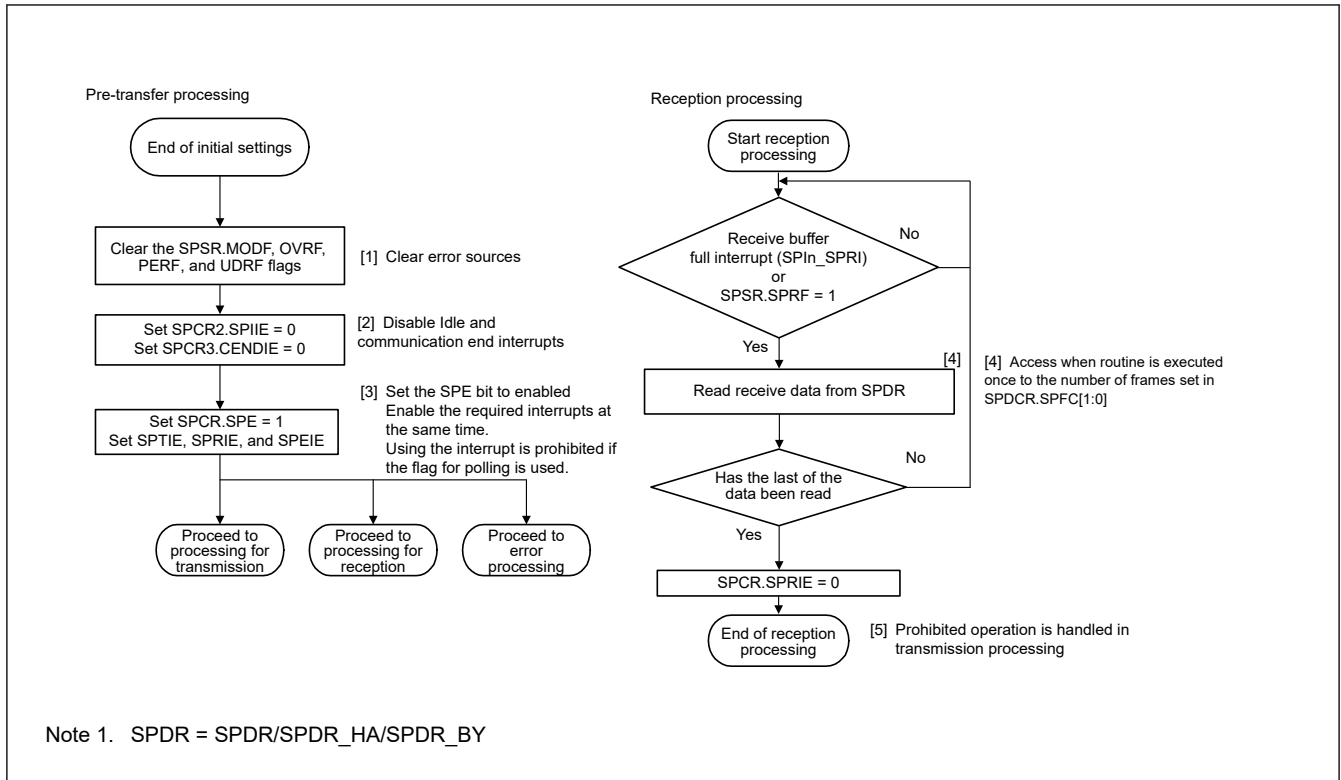 Pre-transfer processing
End of initial settings
Clear the SPSR.MODF, OVRF,
PERF, and UDRF flags
[1] Clear error sources
Set SPCR2.SPIIE = 0
Set SPCR3.CENDIE = 0
[2] Disable Idle and
communication end interrupts
Set SPCR.SPE = 1
Set SPTIE, SPRIE, and SPEIE
[3] Set the SPE bit to enabled
Enable the required interrupts at
the same time.
Using the interrupt is prohibited if
the flag for polling is used.
Proceed to
processing for
transmission
Proceed to
processing for
reception
Proceed to
error
processing
Reception processing
Start reception
processing
Receive buffer
full interrupt (SPIn_SPRI)
or
SPSR.SPRF = 1
No
Yes
Read receive data from SPDR
[4]
[4] Access when routine is executed
once to the number of frames set in
SPDCR.SPFC[1:0]
Has the last of the
data been read
No
Yes
SPCR.SPRIE = 0
End of reception
processing
[5] Prohibited operation is handled in
transmission processing
Note 1. SPDR = SPDR/SPDR_HA/SPDR_BY